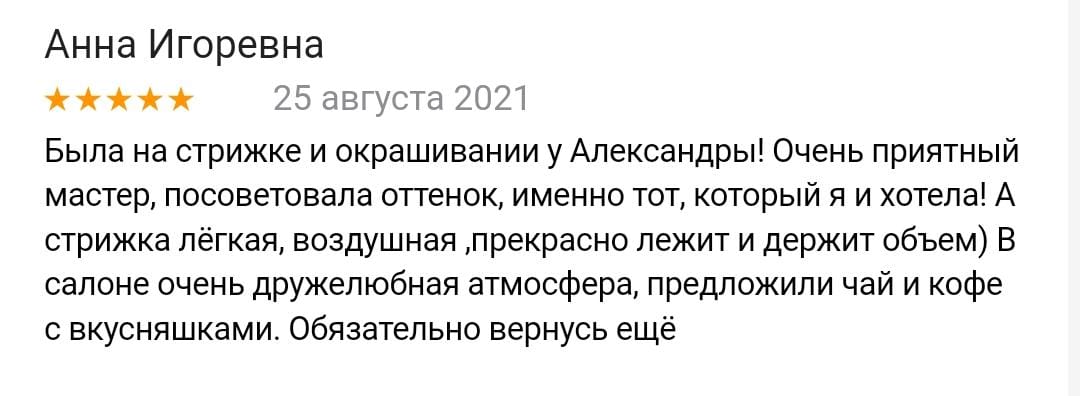 Анна Игоревна
25 августа 2021
Была на стрижке и окрашивании у Александры! Очень приятный
мастер, посоветовала оттенок, именно тот, который я и хотела! А
стрижка лёгкая, воздушная ,прекрасно лежит и держит объем) В
салоне очень дружелюбная атмосфера, предложили чай и кофе
с вкусняшками. Обязательно вернусь ещё